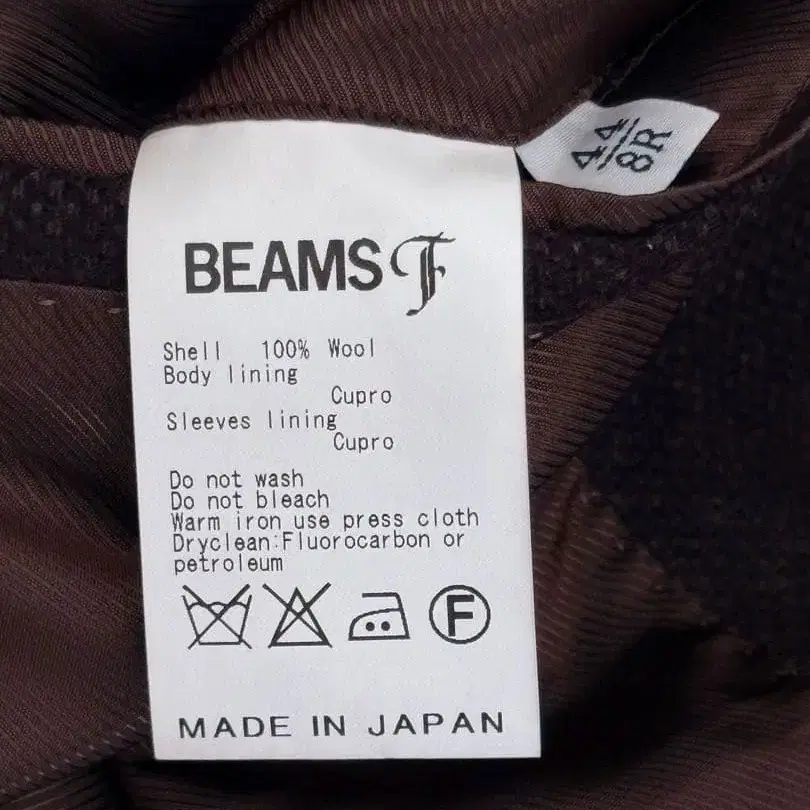 BEAMS F
Shell 100% Wool
Body lining
Cupro
Sleeves lining
Cupro
Do not wash
Do not bleach
Warm iron use press cloth
Dryclean:Fluorocarbon or
petroleum
F
MADE IN JAPAN
44/8R